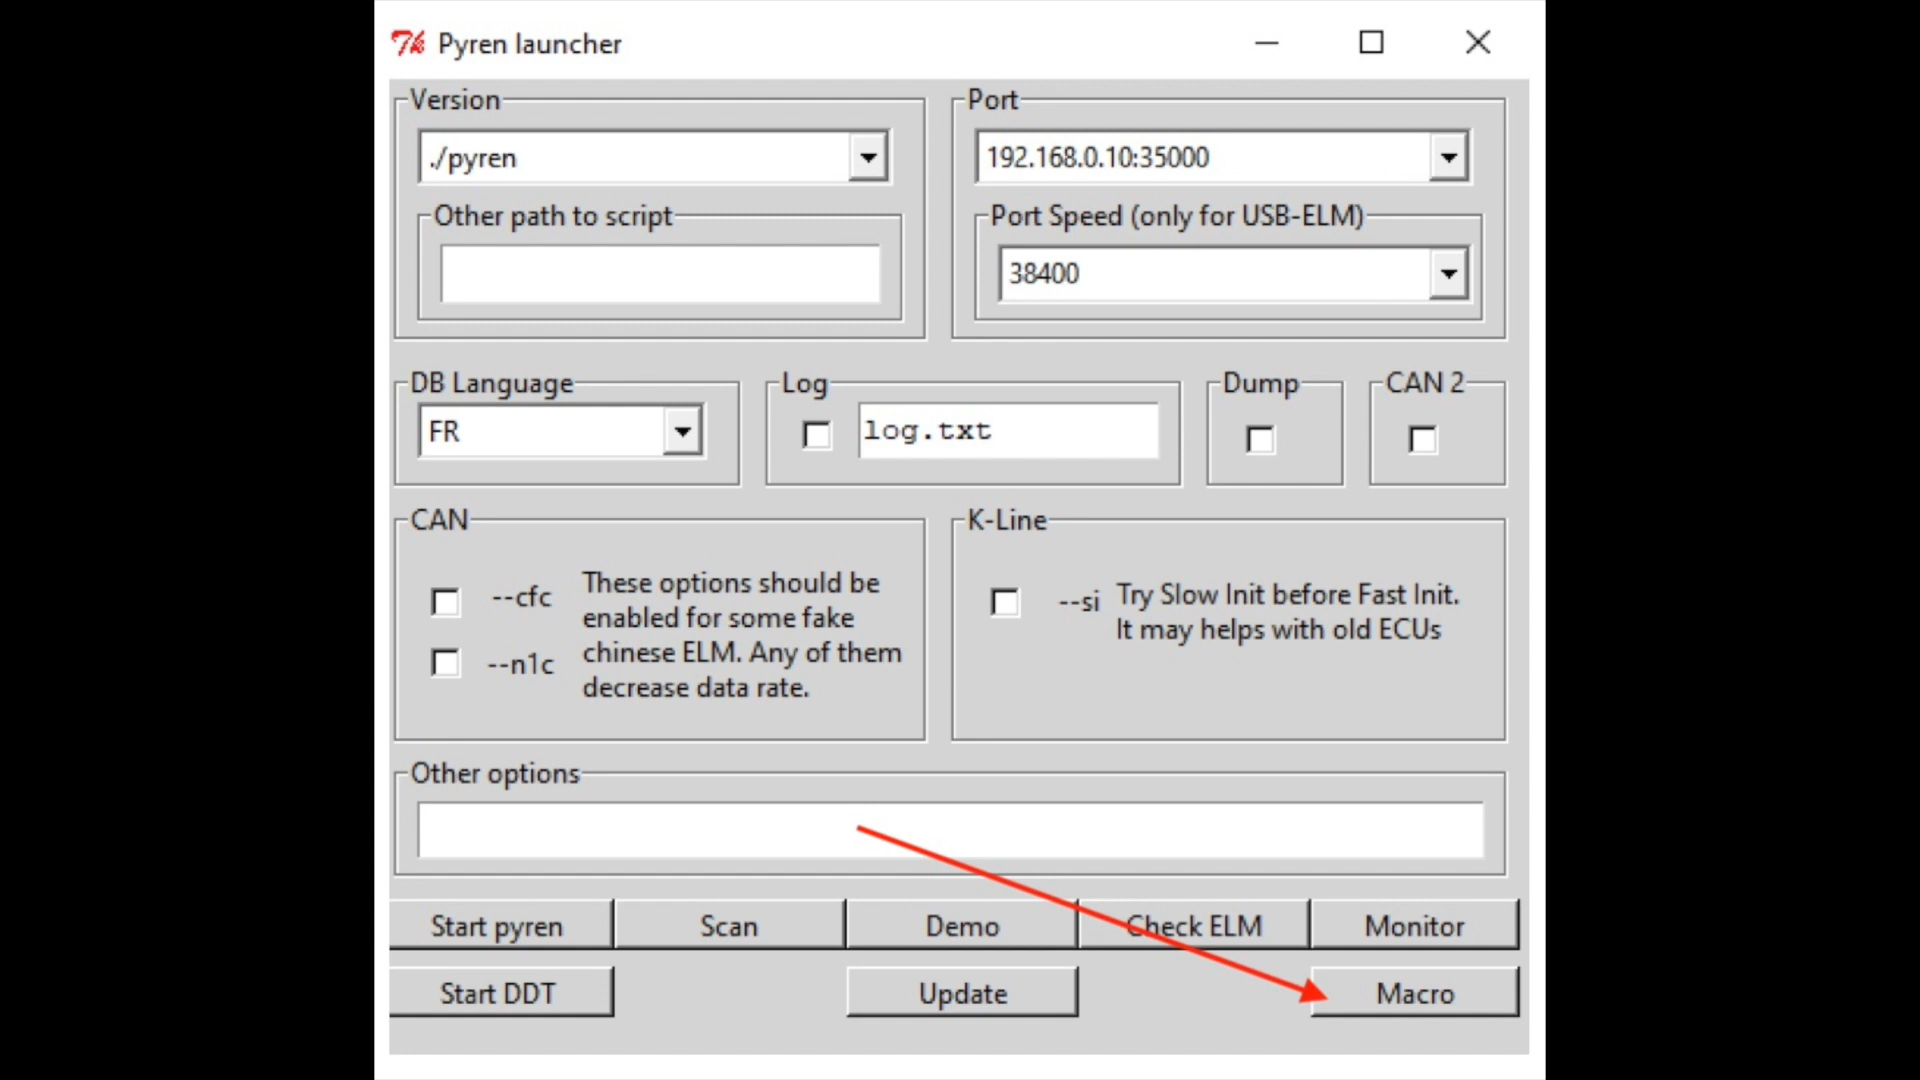 Pyren launcher
Version
Port
./pyren
192.168.0.10:35000
Other path to script
Port Speed (only for USB-ELM)
38400
DB Language
Log
Dump
CAN 2
FR
log.txt
CAN
K-Line
--cfc
--n1c
These options should be
enabled for some fake
chinese ELM. Any of them
decrease data rate.
--si
Try Slow Init before Fast Init.
It may helps with old ECUs
Other options
Start pyren
Scan
Demo
Check ELM
Monitor
Start DDT
Update
Macro